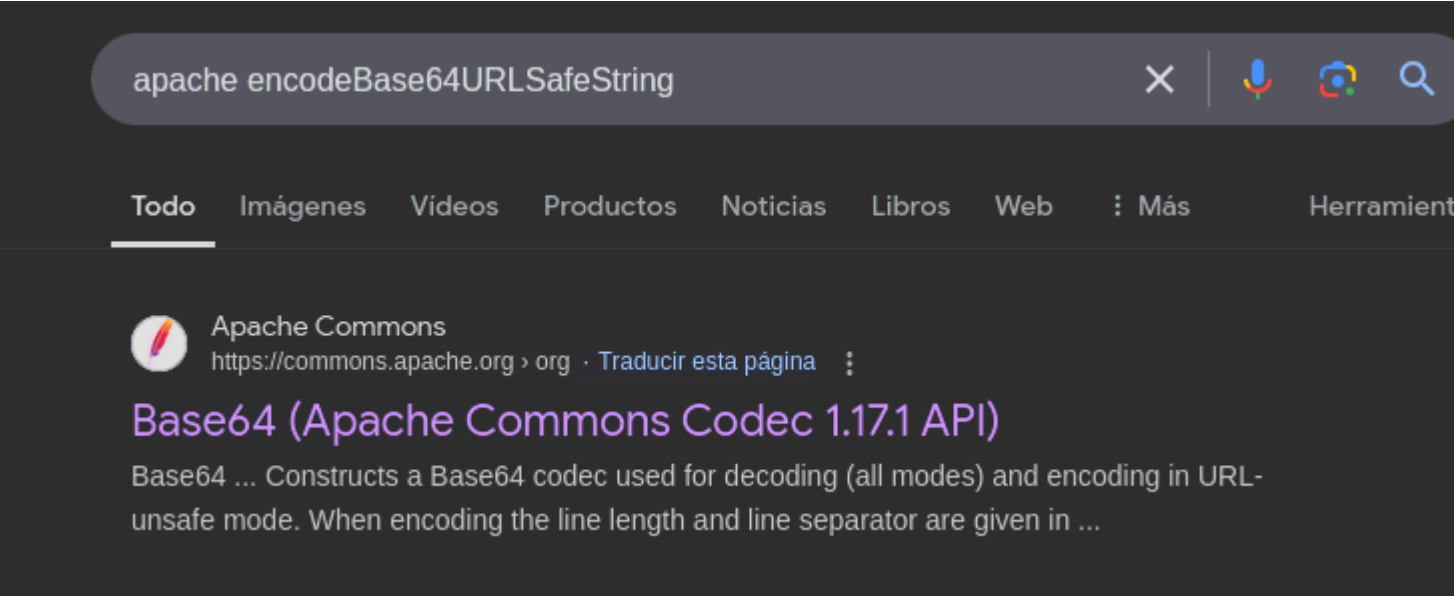 apache encodeBase64URLSafeString
Todo Imágenes Vídeos Productos Noticias Libros Web Más Herramient
Apache Commons
https://commons.apache.org › org · Traducir esta página
Base64 (Apache Commons Codec 1.17.1 API)
Base64 ... Constructs a Base64 codec used for decoding (all modes) and encoding in URL-
unsafe mode. When encoding the line length and line separator are given in ...